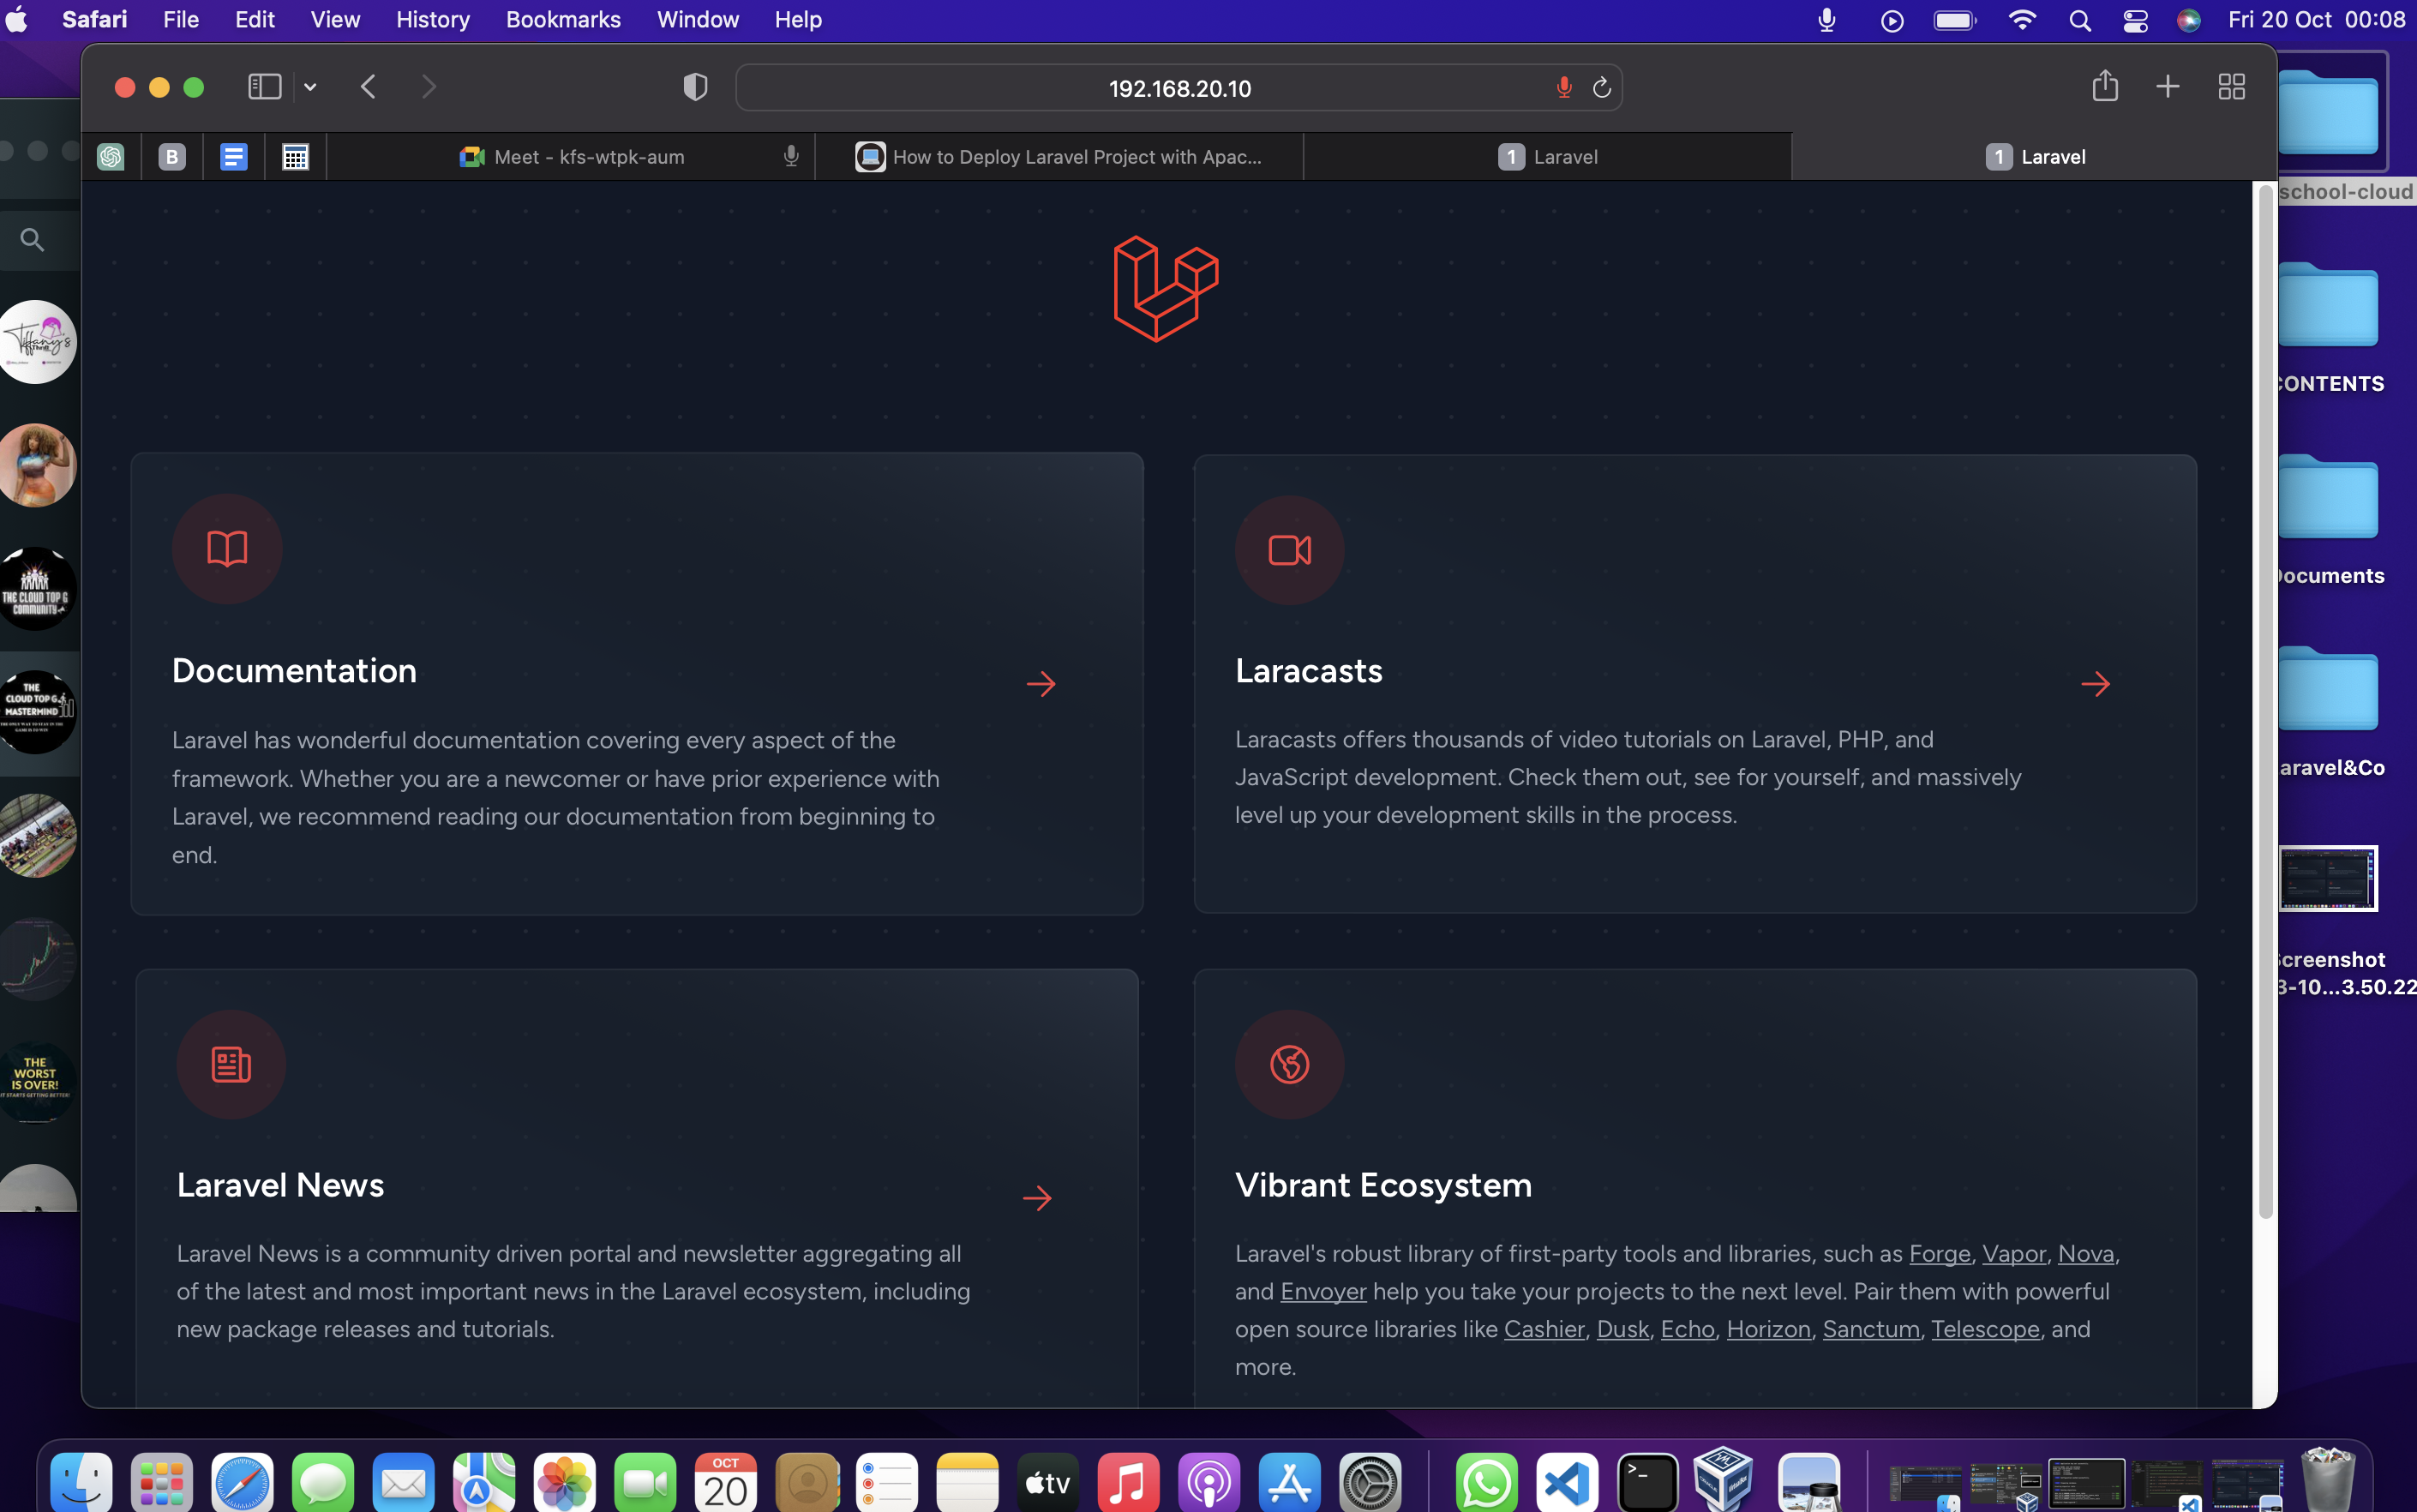 Safari File Edit View History Bookmarks Window Help Fri 20 Oct 00:08
192.168.20.10
B Meet - kfs-wtpk-aum How to Deploy Laravel Project with Apac... 1 Laravel 1 Laravel
school-cloud
CONTENTS
Documents
aravel&Co
creenshot
3-10...3.50.22
Tiffany's
THE CLOUD TOP G
COMMUNITY
THE
CLOUD TOP G
MASTERMIND
THE
WORST
IS OVER!
IT STARTS GETTING BETTER!
Documentation
Laravel has wonderful documentation covering every aspect of the
framework. Whether you are a newcomer or have prior experience with
Laravel, we recommend reading our documentation from beginning to
end.
Laracasts
Laracasts offers thousands of video tutorials on Laravel, PHP, and
JavaScript development. Check them out, see for yourself, and massively
level up your development skills in the process.
Laravel News
Laravel News is a community driven portal and newsletter aggregating all
of the latest and most important news in the Laravel ecosystem, including
new package releases and tutorials.
Vibrant Ecosystem
Laravel's robust library of first-party tools and libraries, such as Forge, Vapor, Nova,
and Envoyer help you take your projects to the next level. Pair them with powerful
open source libraries like Cashier, Dusk, Echo, Horizon, Sanctum, Telescope, and
more.
OCT
20
tv